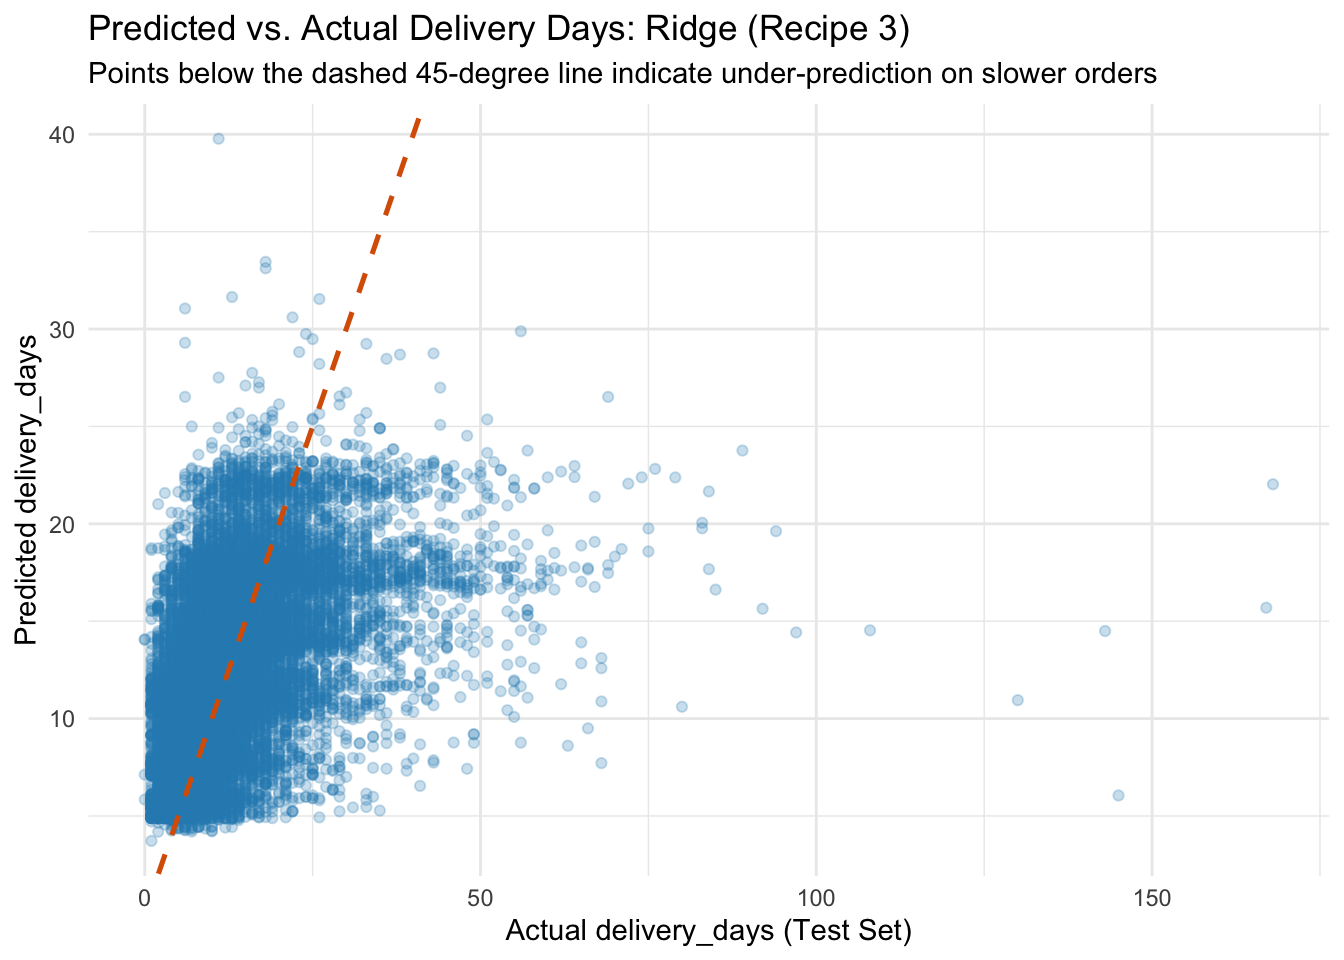 Predicted vs. Actual Delivery Days: Ridge (Recipe 3)
Points below the dashed 45-degree line indicate under-prediction on slower orders
40
30
20
10
Predicted delivery_days
0 50 100 150
Actual delivery_days (Test Set)